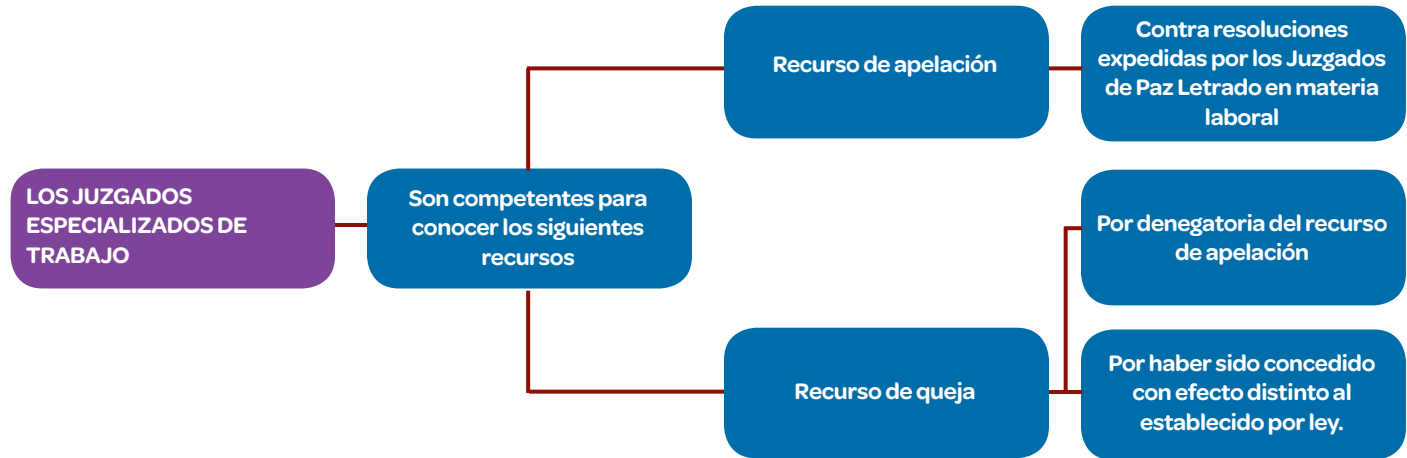 LOS JUZGADOS
ESPECIALIZADOS DE
TRABAJO
Son competentes para
conocer los siguientes
recursos
Recurso de apelación
Contra resoluciones
expedidas por los Juzgados
de Paz Letrado en materia
laboral
Recurso de queja
Por denegatoria del recurso
de apelación
Por haber sido concedido
con efecto distinto al
establecido por ley.